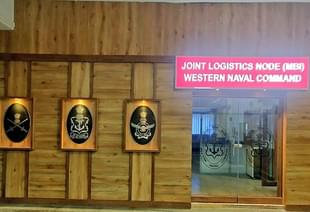 JOINT LOGISTICS NODE (MBI)
WESTERN NAVAL COMMAND